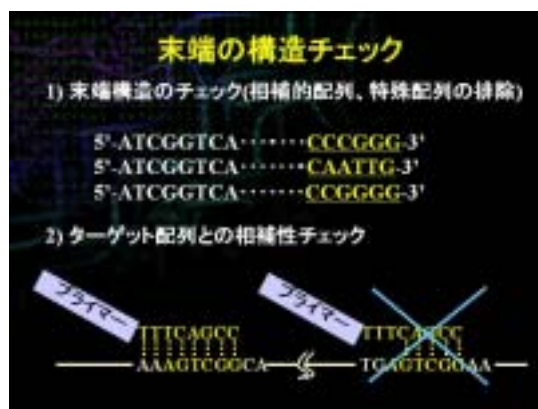 末端の構造チェック
1) 末端構造のチェック(相補的配列、特殊配列の排除)
5'-ATCGGTCA·······CCCGGG-3'
5'-ATCGGTCA·······CAATTG-3'
5'-ATCGGTCA·······CCGGGG-3'
2) ターゲット配列との相補性チェック
プライマー プライマー
TTTCAGCC TTTCAGCC
AAAGTCGGCA TGAGTCGGAA